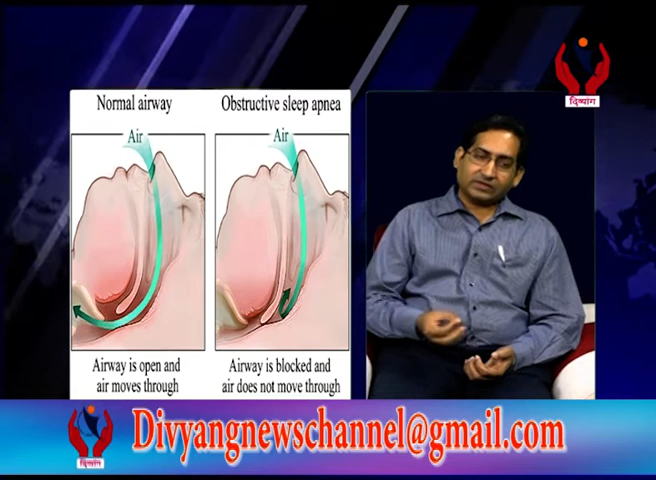 दिव्यांग
Normal airway
Obstructive sleep apnea
Air
Air
Airway is open and
air moves through
Airway is blocked and
air does not move through
दिव्यांग
Divyangnewschannel@gmail.com